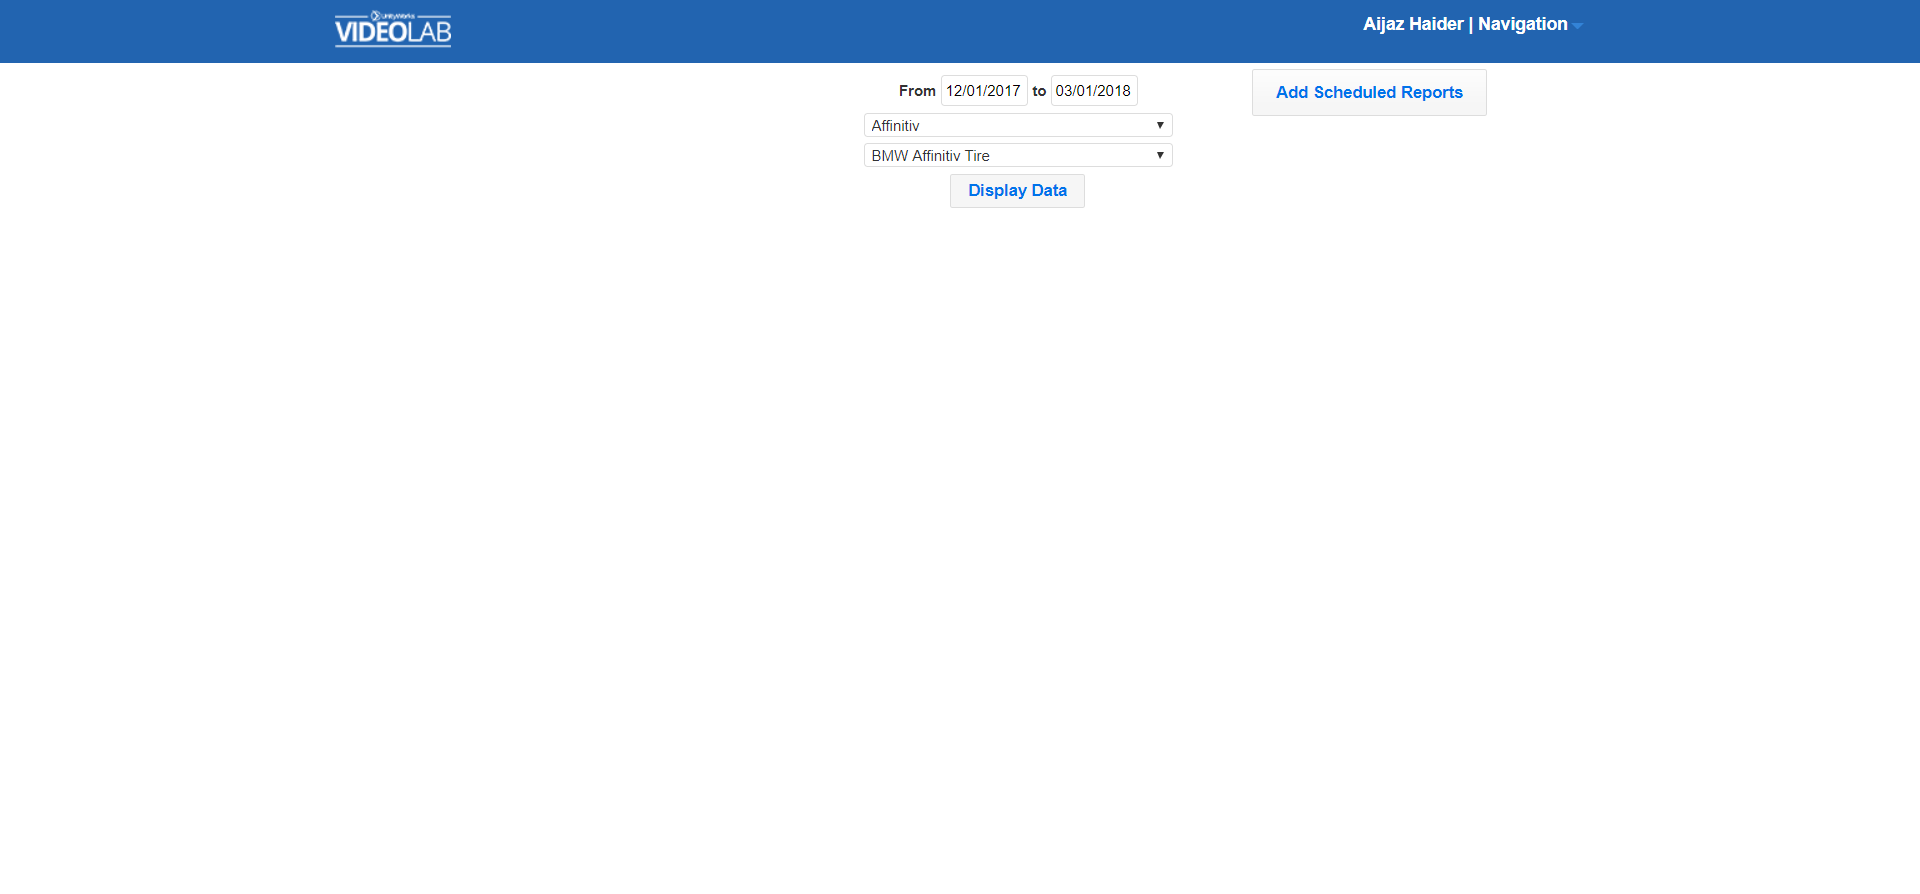 UnityWorks
VIDEOLAB
Aijaz Haider | Navigation
From 12/01/2017 to 03/01/2018
Add Scheduled Reports
Affinitiv
BMW Affinitiv Tire
Display Data